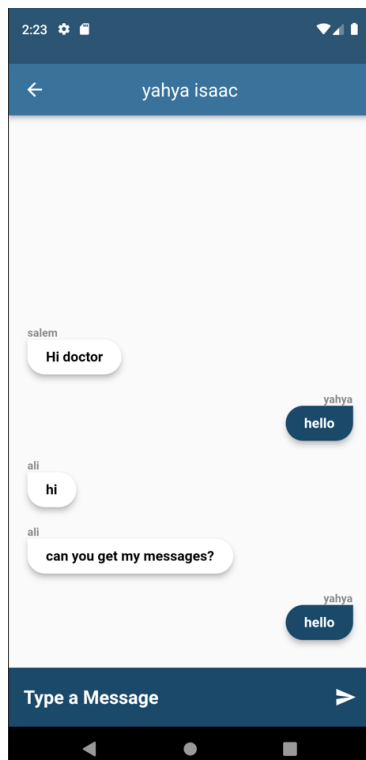 2:23
yahya isaac
salem
Hi doctor
yahya
hello
ali
hi
ali
can you get my messages?
yahya
hello
Type a Message